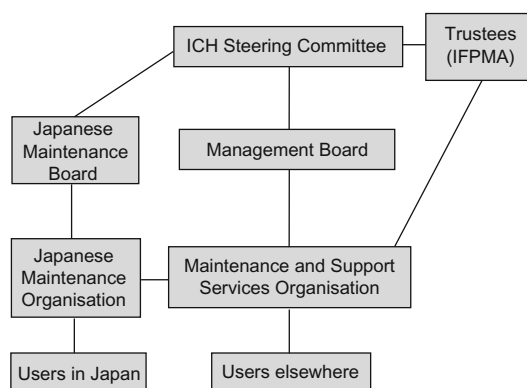 ICH Steering Committee
Trustees
(IFPMA)
Japanese
Maintenance
Board
Management Board
Japanese
Maintenance
Organisation
Maintenance and Support
Services Organisation
Users in Japan
Users elsewhere